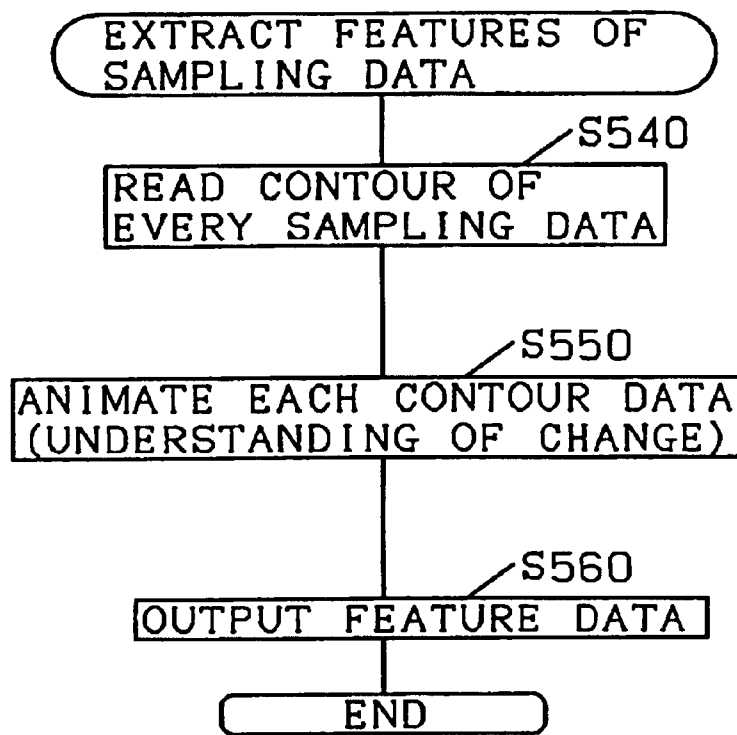 EXTRACT FEATURES OF
SAMPLING DATA
S540
READ CONTOUR OF
EVERY SAMPLING DATA
S550
ANIMATE EACH CONTOUR DATA
(UNDERSTANDING OF CHANGE)
S560
OUTPUT FEATURE DATA
END